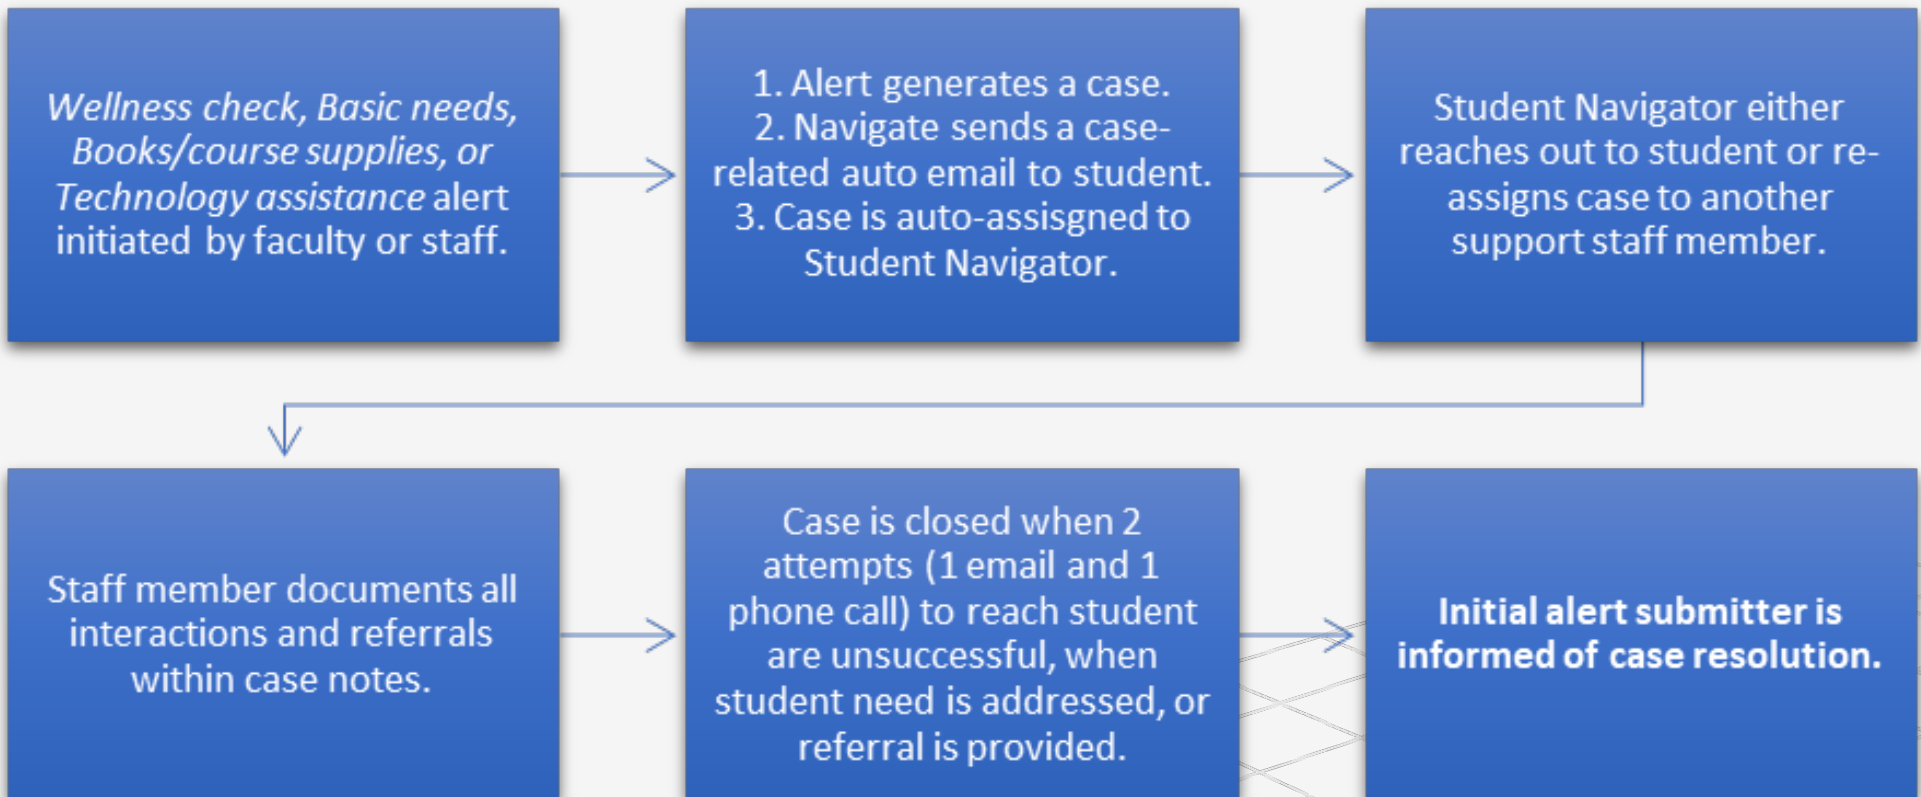 Wellness check, Basic needs,
Books/course supplies, or
Technology assistance alert
initiated by faculty or staff.
1. Alert generates a case.
2. Navigate sends a case-
related auto email to student.
3. Case is auto-assisgned to
Student Navigator.
Student Navigator either
reaches out to student or re-
assigns case to another
support staff member.
Staff member documents all
interactions and referrals
within case notes.
Case is closed when 2
attempts (1 email and 1
phone call) to reach student
are unsuccessful, when
student need is addressed, or
referral is provided.
Initial alert submitter is
informed of case resolution.